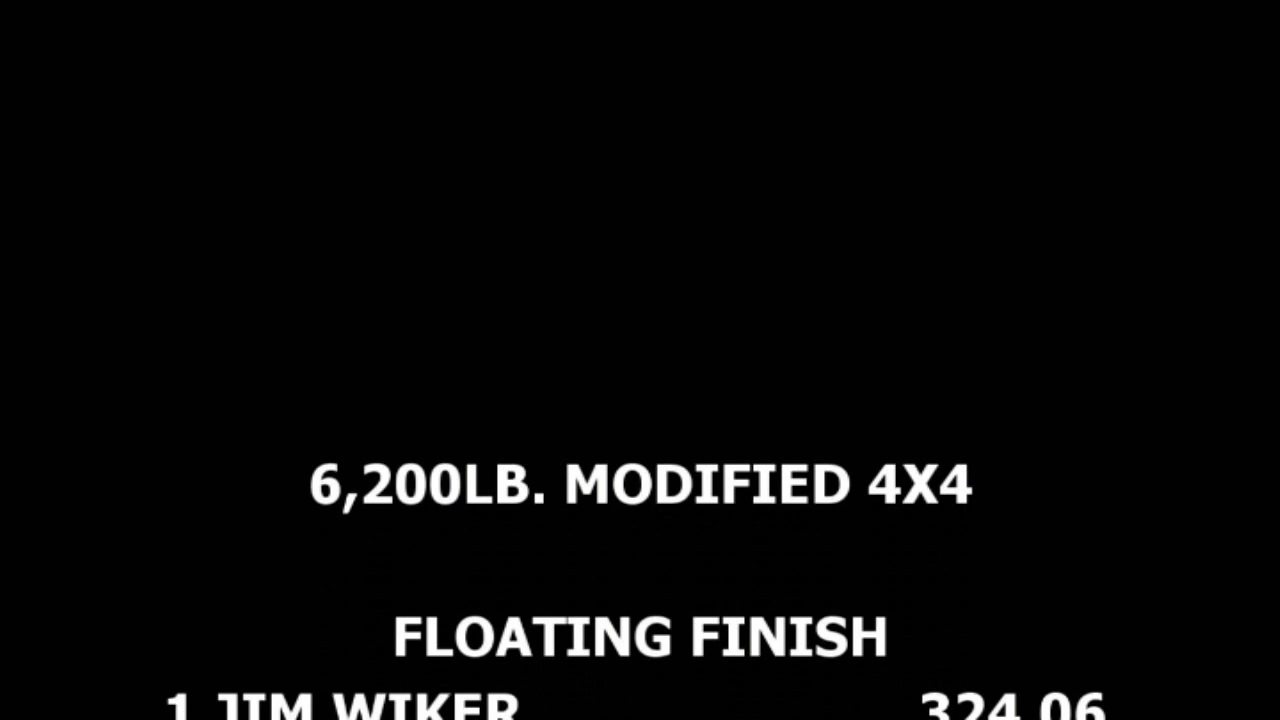 6,200LB. MODIFIED 4X4
FLOATING FINISH
1 JIM WIKER 324.06